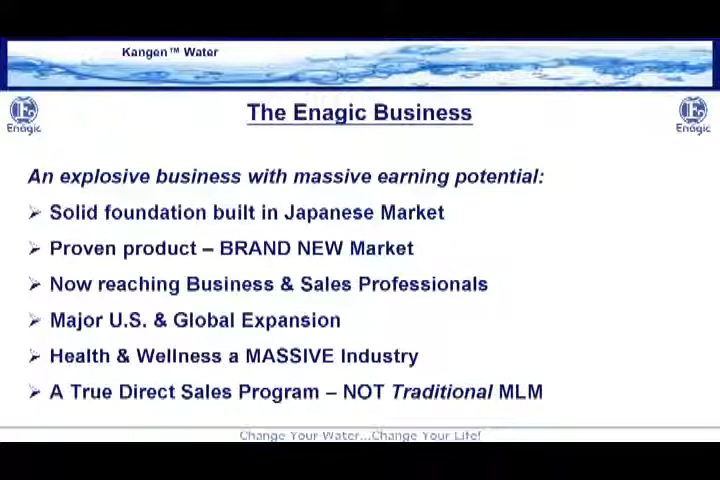 Kangen™ Water
The Enagic Business
Enagic
Enagic
An explosive business with massive earning potential:
Solid foundation built in Japanese Market
Proven product – BRAND NEW Market
Now reaching Business & Sales Professionals
Major U.S. & Global Expansion
Health & Wellness a MASSIVE Industry
A True Direct Sales Program – NOT Traditional MLM
Change Your Water...Change Your Life!